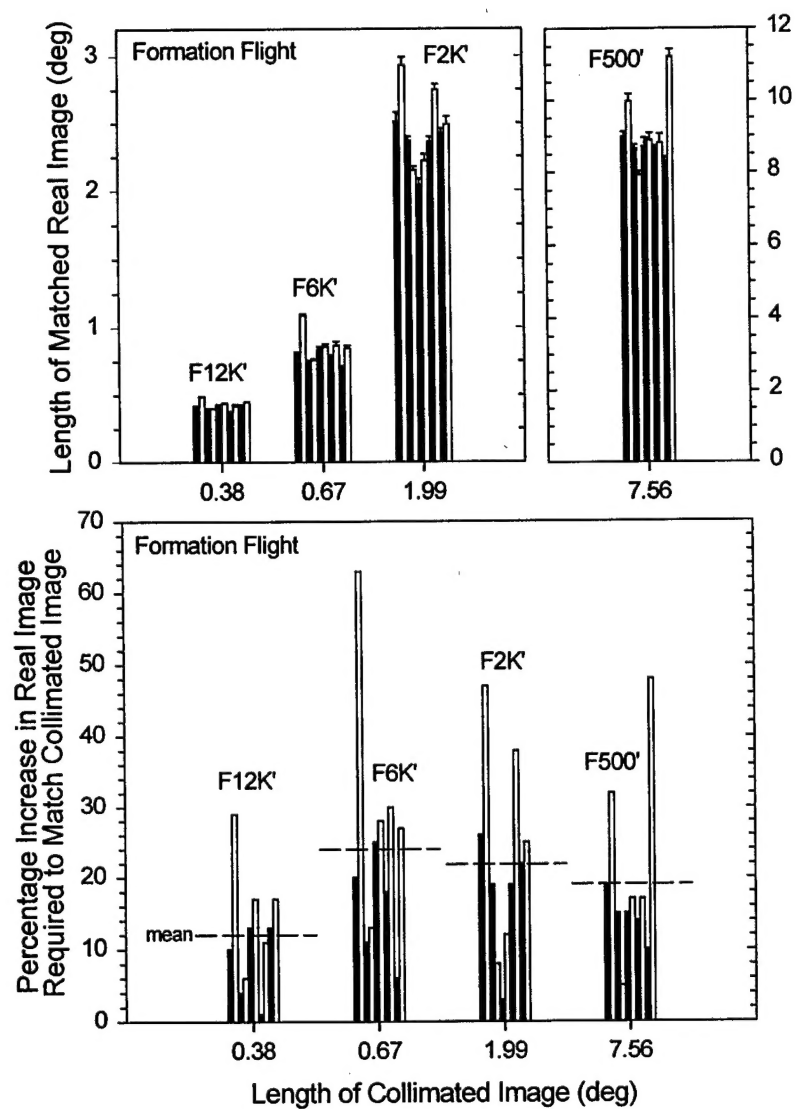 Length of Matched Real Image (deg)
Formation Flight
F2K'
F500'
F6K'
F12K'
3
2
1
0
12
10
8
6
4
2
0
0.38
0.67
1.99
7.56
Percentage Increase in Real Image
Required to Match Collimated Image
Formation Flight
F12K'
F6K'
F2K'
F500'
mean
70
60
50
40
30
20
10
0
0.38
0.67
1.99
7.56
Length of Collimated Image (deg)